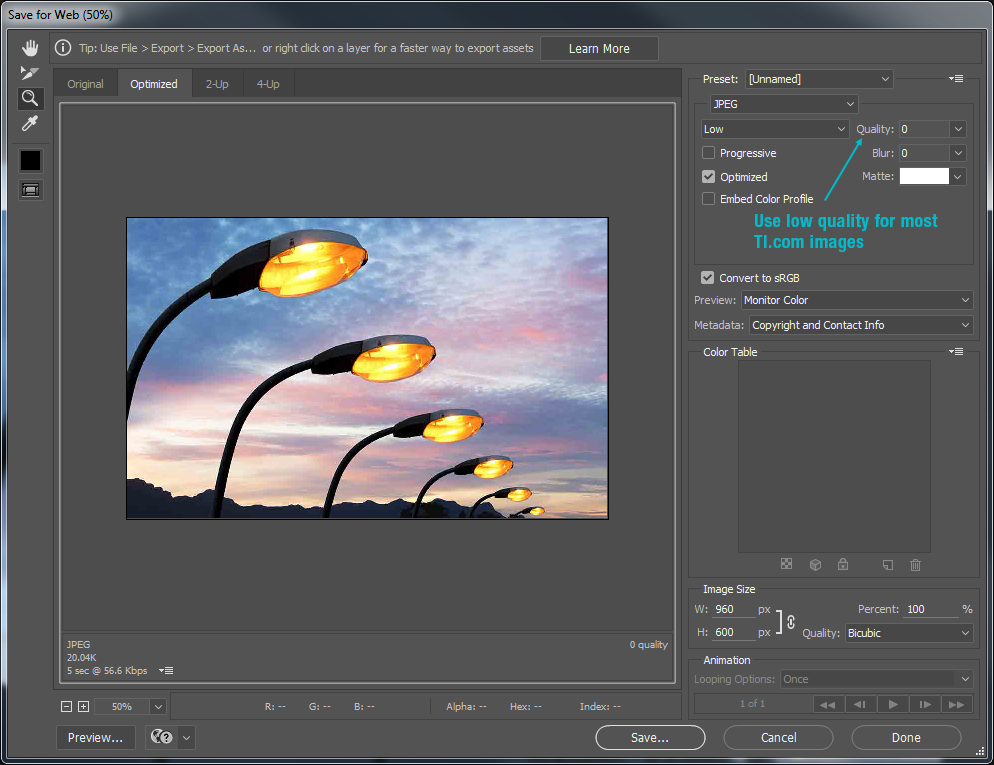 Save for Web (50%)
Tip: Use File > Export > Export As... or right click on a layer for a faster way to export assets
Learn More
Original
Optimized
2-Up
4-Up
Preset: [Unnamed]
JPEG
Low
Quality: 0
Progressive
Blur: 0
Optimized
Matte:
Embed Color Profile
Use low quality for most
TI.com images
Convert to sRGB
Preview: Monitor Color
Metadata: Copyright and Contact Info
Color Table
Image Size
W: 960 px
Percent: 100 %
H: 600 px
Quality: Bicubic
Animation
Looping Options: Once
1 of 1
JPEG
0 quality
20.04K
5 sec @ 56.6 Kbps
50%
R: --
G: --
B: --
Alpha: --
Hex: --
Index: --
Preview...
Save...
Cancel
Done